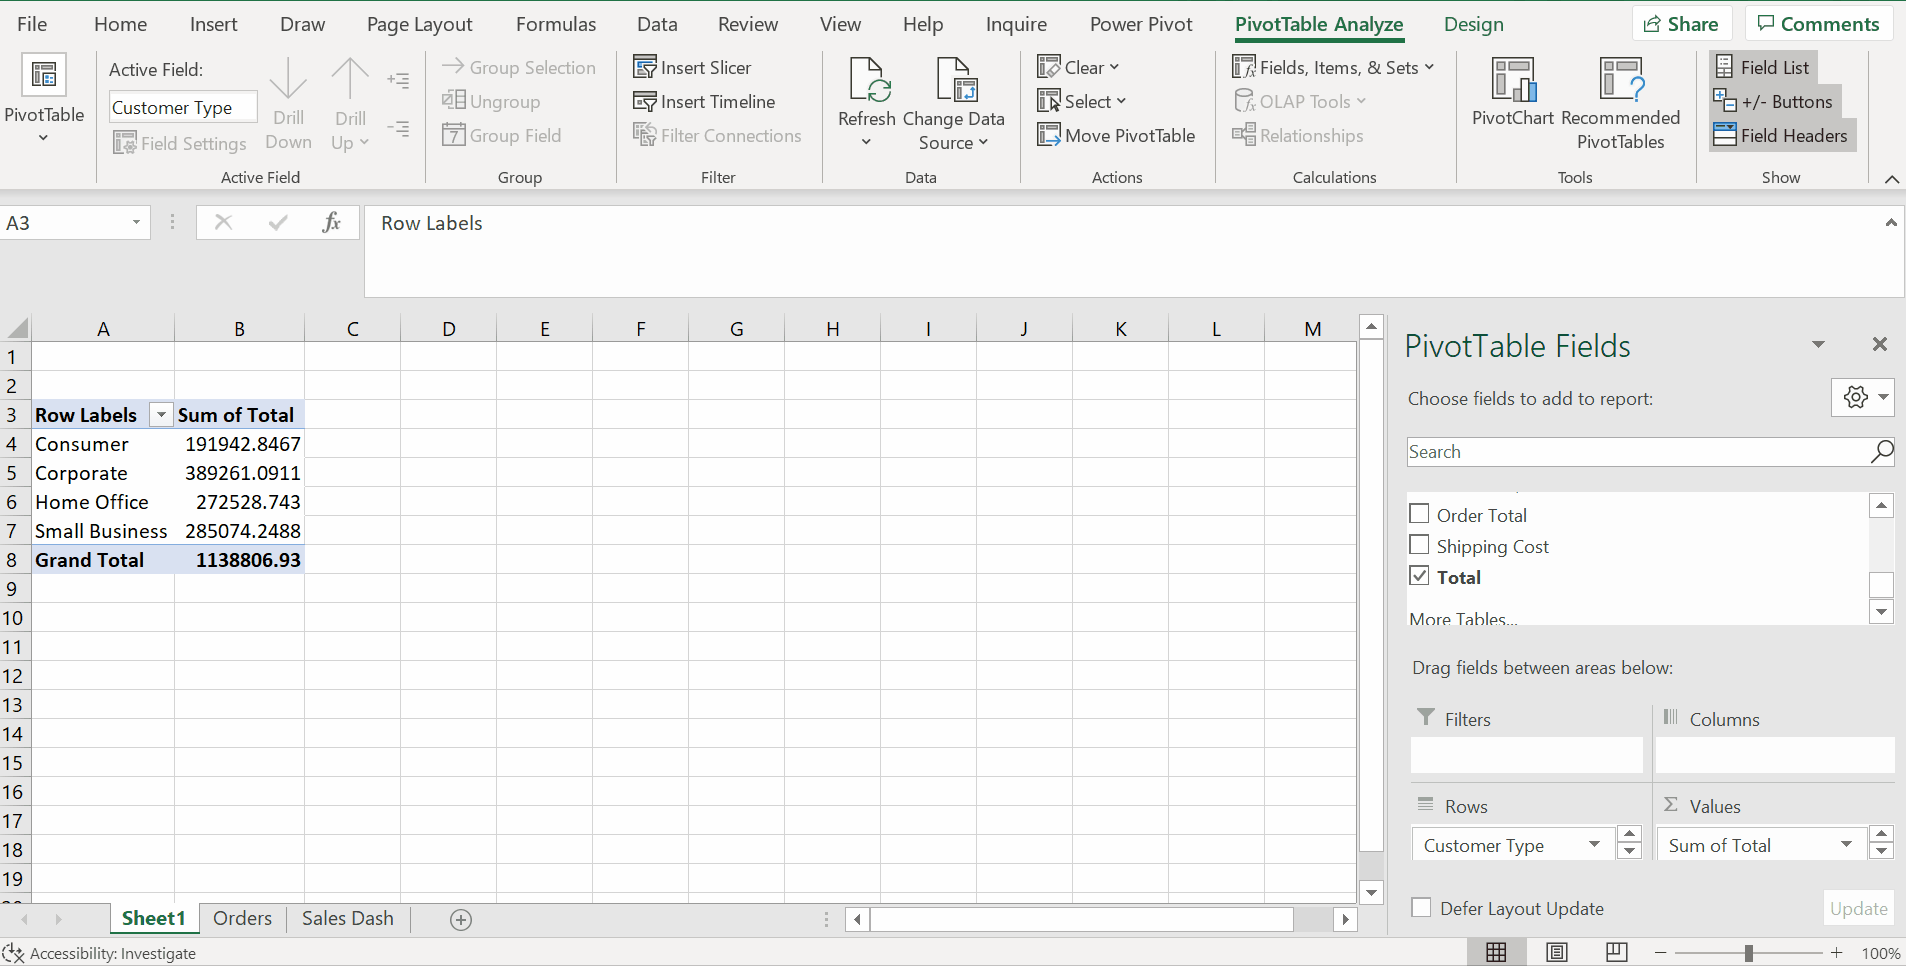 File Home Insert Draw Page Layout Formulas Data Review View Help Inquire Power Pivot PivotTable Analyze Design Share Comments
PivotTable
Active Field:
Customer Type
Field Settings
Drill Down
Drill Up
Active Field
Group Selection
Ungroup
Group Field
Group
Insert Slicer
Insert Timeline
Filter Connections
Filter
Refresh
Change Data Source
Data
Clear
Select
Move PivotTable
Actions
Fields, Items, & Sets
OLAP Tools
Relationships
Calculations
PivotChart
Recommended PivotTables
Tools
Field List
+/- Buttons
Field Headers
Show
A3 fx Row Labels
A B C D E F G H I J K L M
1
2
3 Row Labels Sum of Total
4 Consumer 191942.8467
5 Corporate 389261.0911
6 Home Office 272528.743
7 Small Business 285074.2488
8 Grand Total 1138806.93
9
10
11
12
13
14
15
16
17
18
19
PivotTable Fields
Choose fields to add to report:
Search
Order Total
Shipping Cost
Total
More Tables...
Drag fields between areas below:
Filters
Columns
Rows
Σ Values
Customer Type
Sum of Total
Defer Layout Update
Update
Sheet1 Orders Sales Dash
Accessibility: Investigate
100%